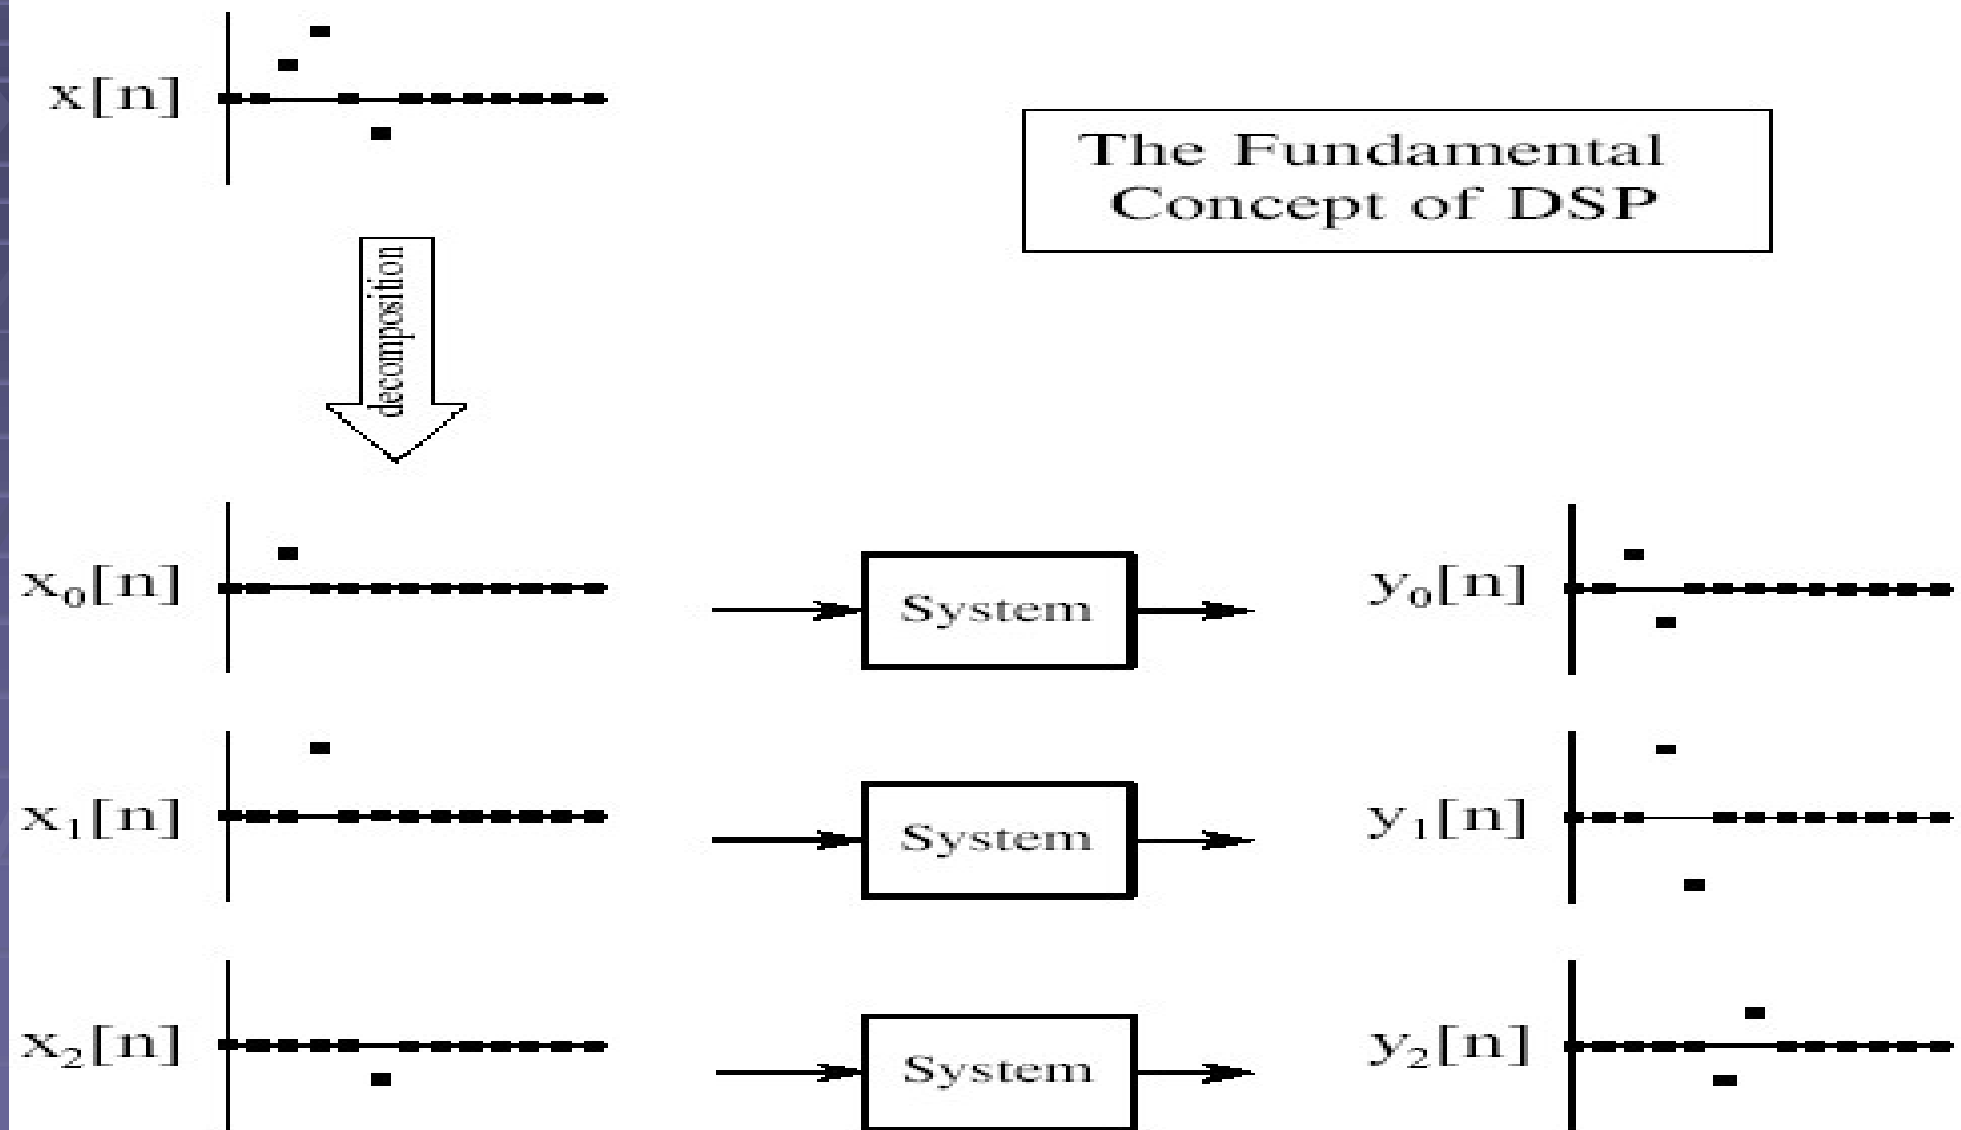 x[n]
The Fundamental
Concept of DSP
decomposition
x₀[n]
System
y₀[n]
x₁[n]
System
y₁[n]
x₂[n]
System
y₂[n]